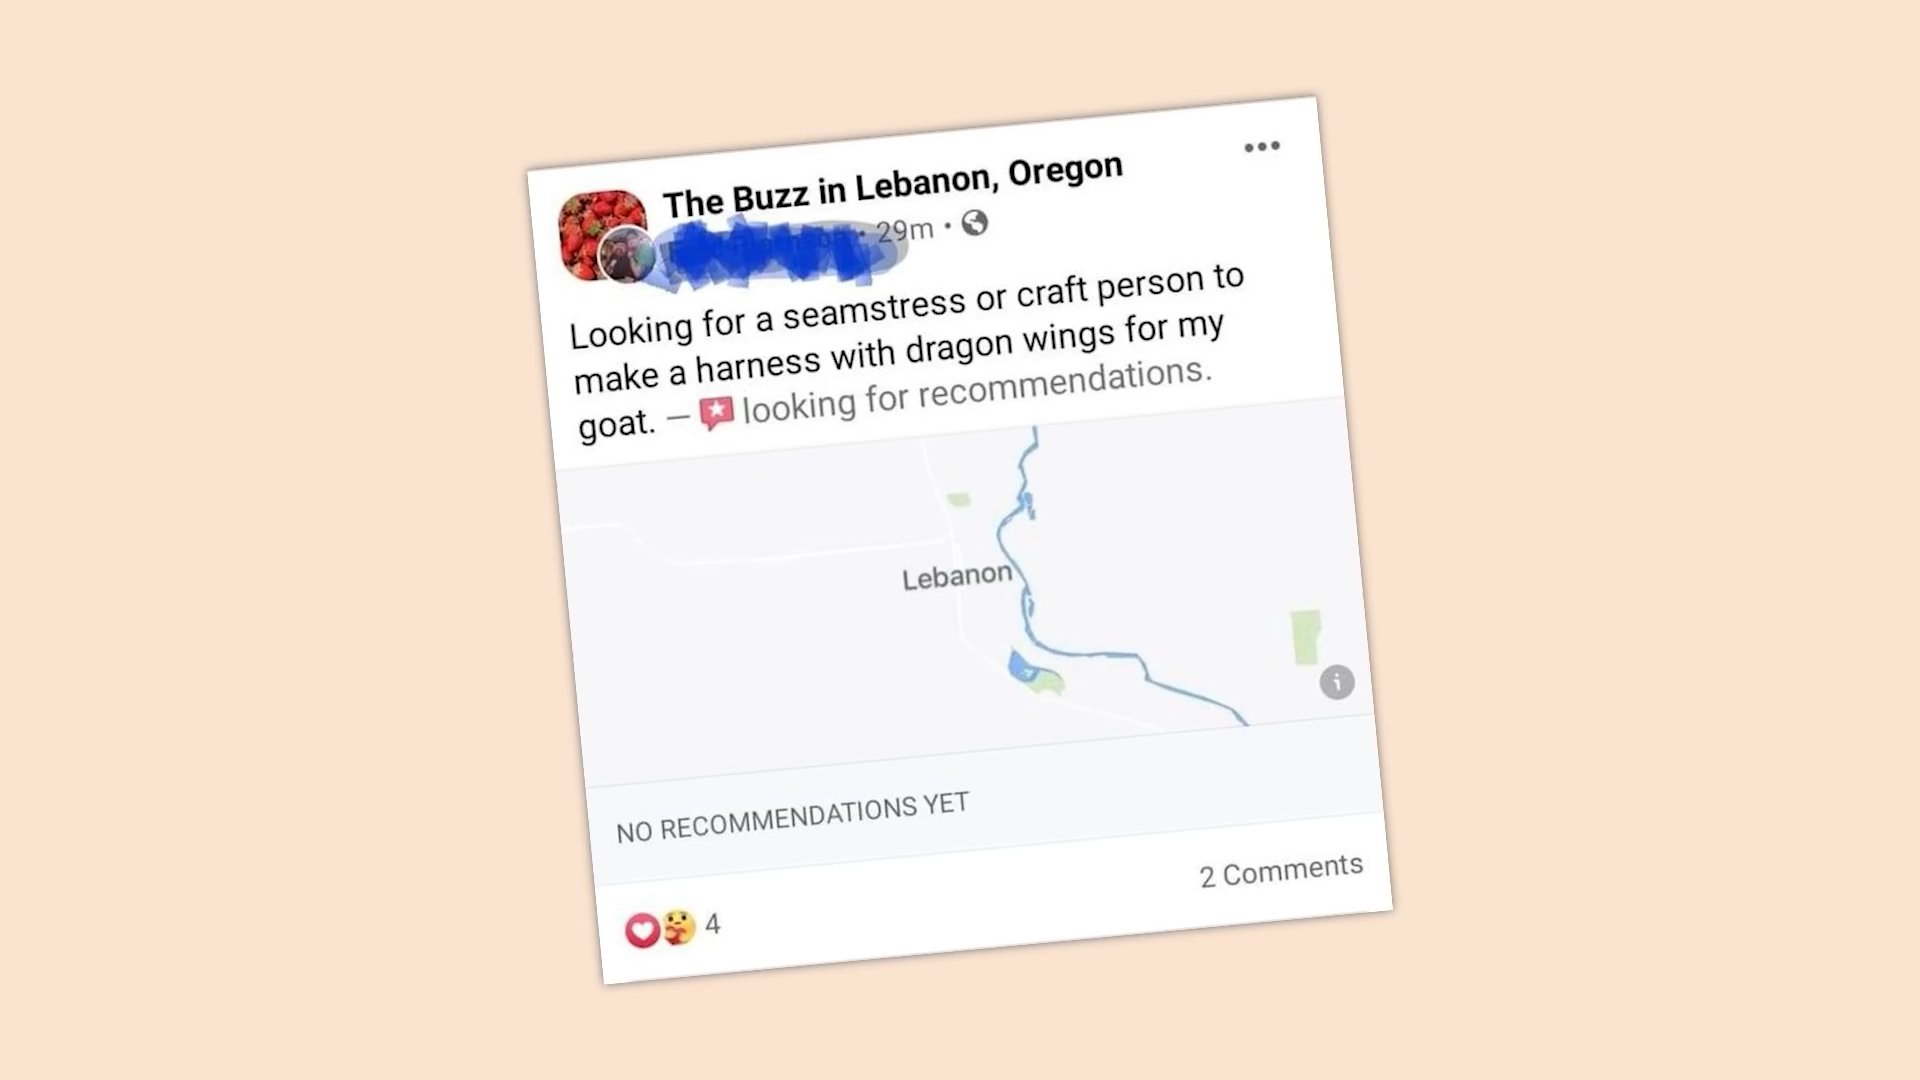 The Buzz in Lebanon, Oregon
29m
Looking for a seamstress or craft person to
make a harness with dragon wings for my
goat. — looking for recommendations.
Lebanon
NO RECOMMENDATIONS YET
4
2 Comments